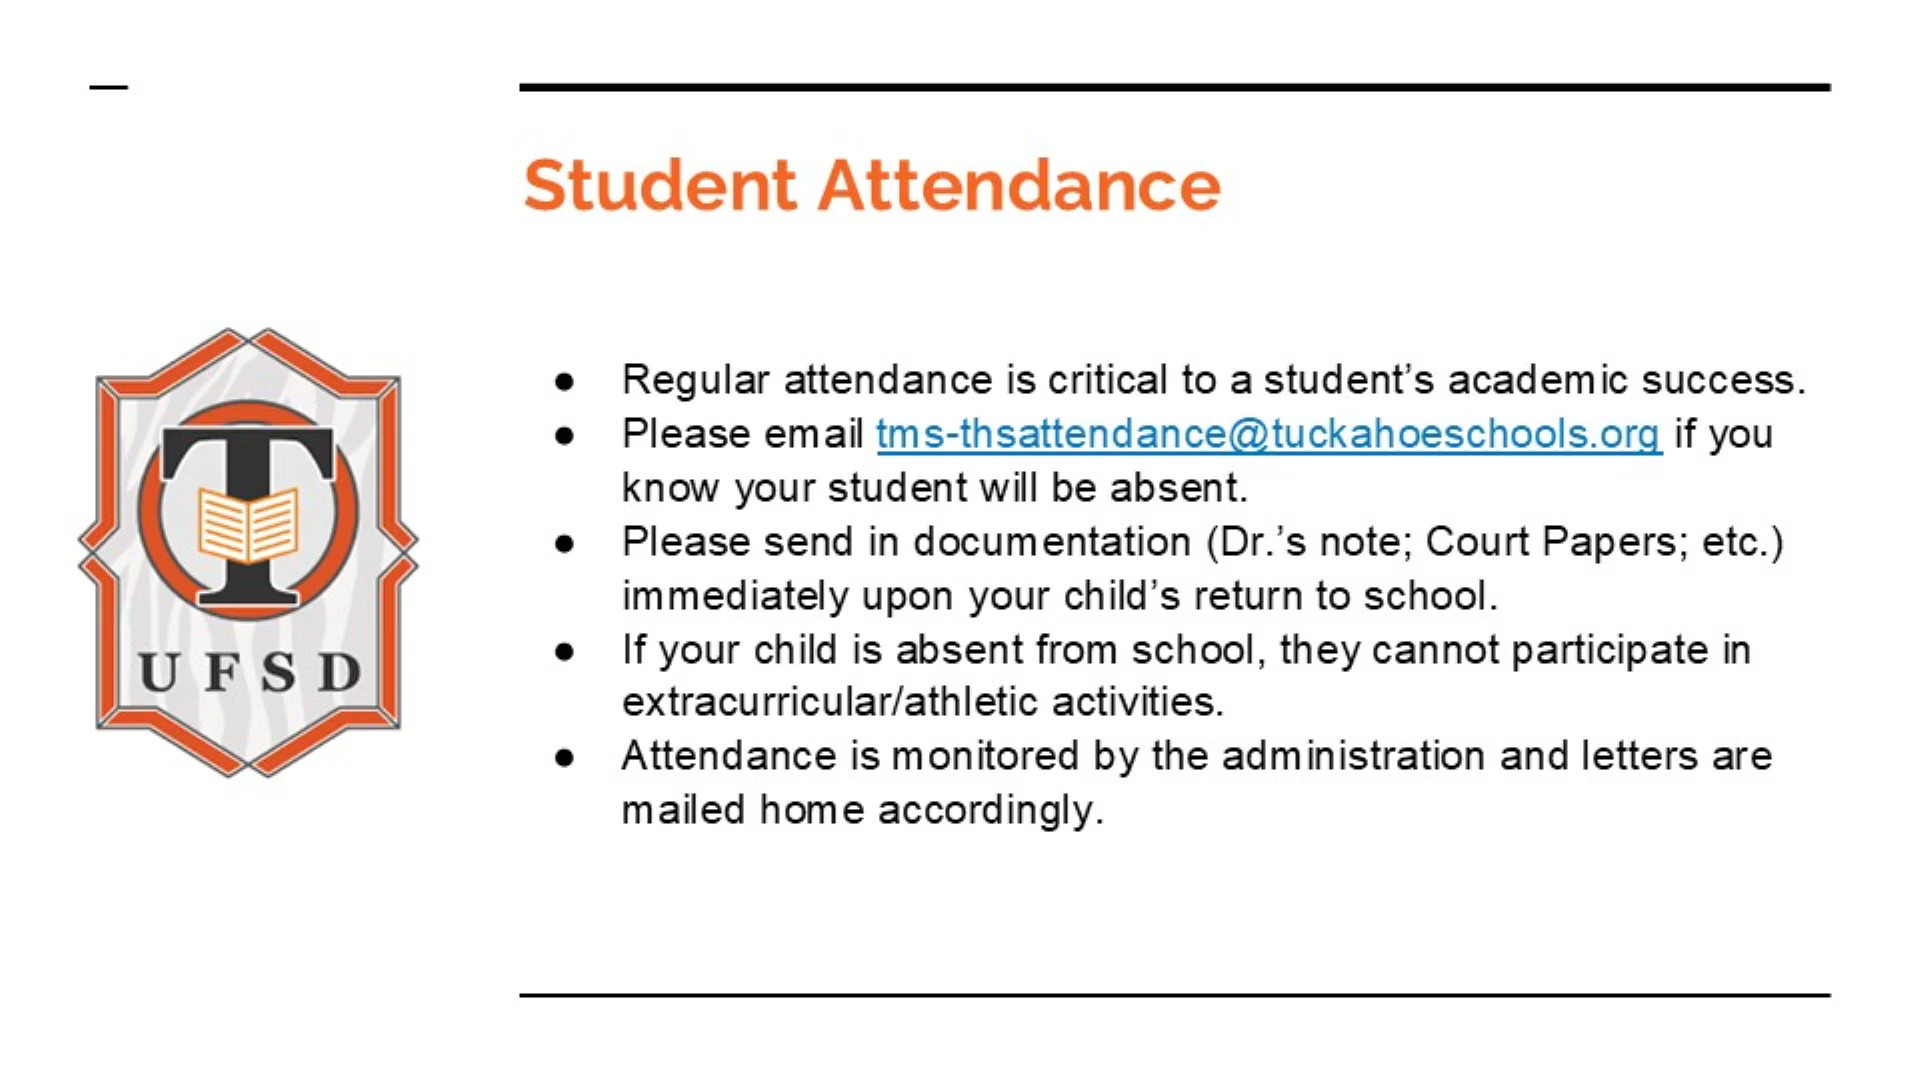 Student Attendance
T
UFSD
● Regular attendance is critical to a student’s academic success.
● Please email tms-thsattendance@tuckahoeschools.org if you
know your student will be absent.
● Please send in documentation (Dr.’s note; Court Papers; etc.)
immediately upon your child’s return to school.
● If your child is absent from school, they cannot participate in
extracurricular/athletic activities.
● Attendance is monitored by the administration and letters are
mailed home accordingly.